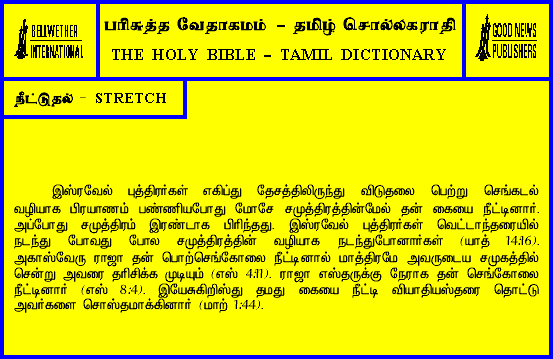 BELLWETHER
INTERNATIONAL
பரிசுத்த வேதாகமம் - தமிழ் சொல்லகராதி
THE HOLY BIBLE - TAMIL DICTIONARY
GOOD NEWS
PUBLISHERS
நீட்டுதல் - STRETCH
இஸ்ரவேல் புத்திரர்கள் எகிப்து தேசத்திலிருந்து விடுதலை பெற்று செங்கடல்
வழியாக பிரயாணம் பண்ணியபோது மோசே சமுத்திரத்தின்மேல் தன் கையை நீட்டினார்.
அப்போது சமுத்திரம் இரண்டாக பிரிந்தது. இஸ்ரவேல் புத்திரர்கள் வெட்டாந்தரையில்
நடந்து போவது போல சமுத்திரத்தின் வழியாக நடந்துபோனார்கள் (யாத் 14:16).
அகாஸ்வேரு ராஜா தன் பொற்செங்கோலை நீட்டினால் மாத்திரமே அவருடைய சமுகத்தில்
சென்று அவரை தரிசிக்க முடியும் (எஸ் 4:11). ராஜா எஸ்தருக்கு நேராக தன் செங்கோலை
நீட்டினார் (எஸ் 8:4). இயேசுகிறிஸ்து தமது கையை நீட்டி வியாதியஸ்தரை தொட்டு
அவர்களை சொஸ்தமாக்கினார் (மாற் 1:44).